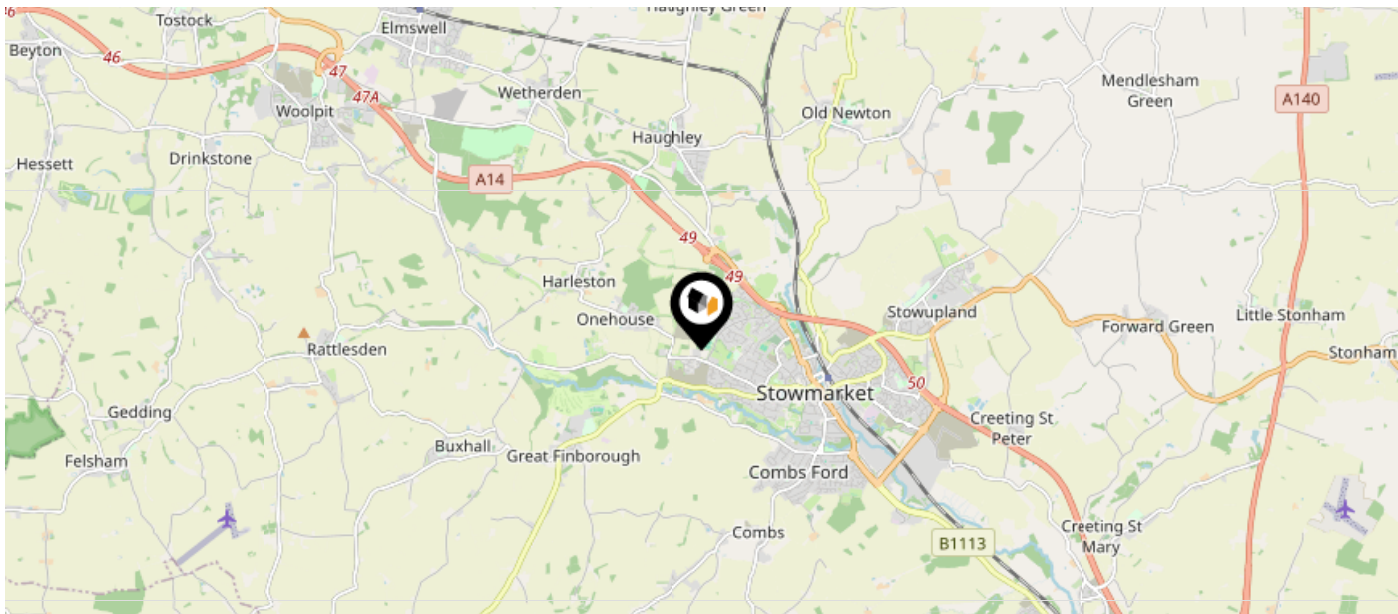 46
Tostock
Haughley Green
Elmswell
Beyton
46
47
47A
Woolpit
Wetherden
Mendlesham
Green
A140
Old Newton
Haughley
Hessett
Drinkstone
A14
49
49
Harleston
Onehouse
Stowupland
Little Stonham
Forward Green
Rattlesden
Stonham
50
Stowmarket
Gedding
Creeting St
Peter
Buxhall
Great Finborough
Felsham
Combs Ford
Combs
Creeting St
Mary
B1113